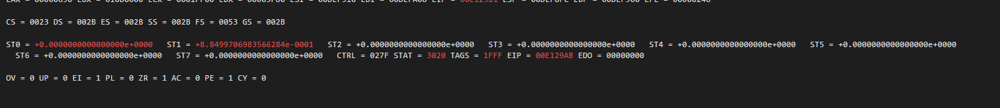 CS = 0023 DS = 002B ES = 002B SS = 002B FS = 0053 GS = 002B
ST0 = +0.0000000000000000e+0000 ST1 = +8.8499706983566284e-0001 ST2 = +0.0000000000000000e+0000 ST3 = +0.0000000000000000e+0000 ST4 = +0.0000000000000000e+0000 ST5 = +0.0000000000000000e+0000
ST6 = +0.0000000000000000e+0000 ST7 = +0.0000000000000000e+0000 CTRL = 027F STAT = 3020 TAGS = 1FFF EIP = 00E129AB EDO = 00000000
OV = 0 UP = 0 EI = 1 PL = 0 ZR = 1 AC = 0 PE = 1 CY = 0